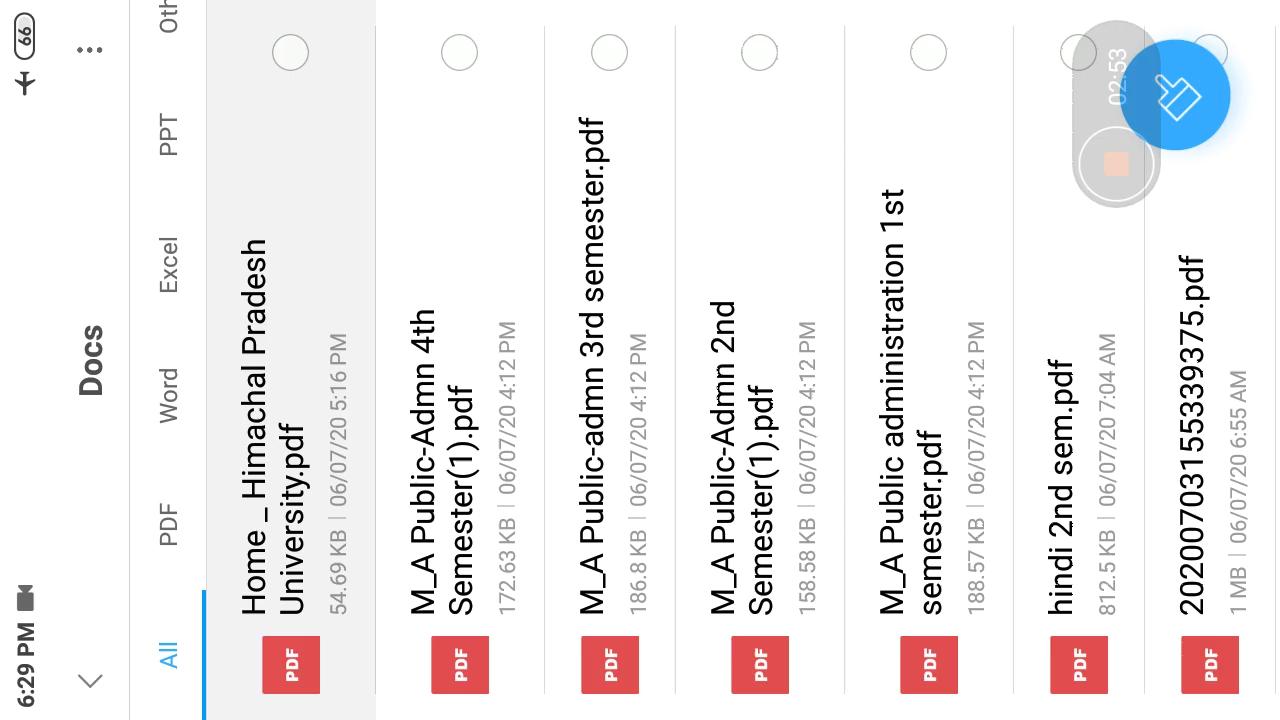 6:29 PM
66
Docs
All PDF Word Excel PPT Oth
PDF
Home _ Himachal Pradesh
University.pdf
54.69 KB | 06/07/20 5:16 PM
PDF
M_A Public-Admn 4th
Semester(1).pdf
172.63 KB | 06/07/20 4:12 PM
PDF
M_A Public-admn 3rd semester.pdf
186.8 KB | 06/07/20 4:12 PM
PDF
M_A Public-Admn 2nd
Semester(1).pdf
158.58 KB | 06/07/20 4:12 PM
PDF
M_A Public administration 1st
semester.pdf
188.57 KB | 06/07/20 4:12 PM
PDF
hindi 2nd sem.pdf
812.5 KB | 06/07/20 7:04 AM
02:53
PDF
20200703155339375.pdf
1 MB | 06/07/20 6:55 AM